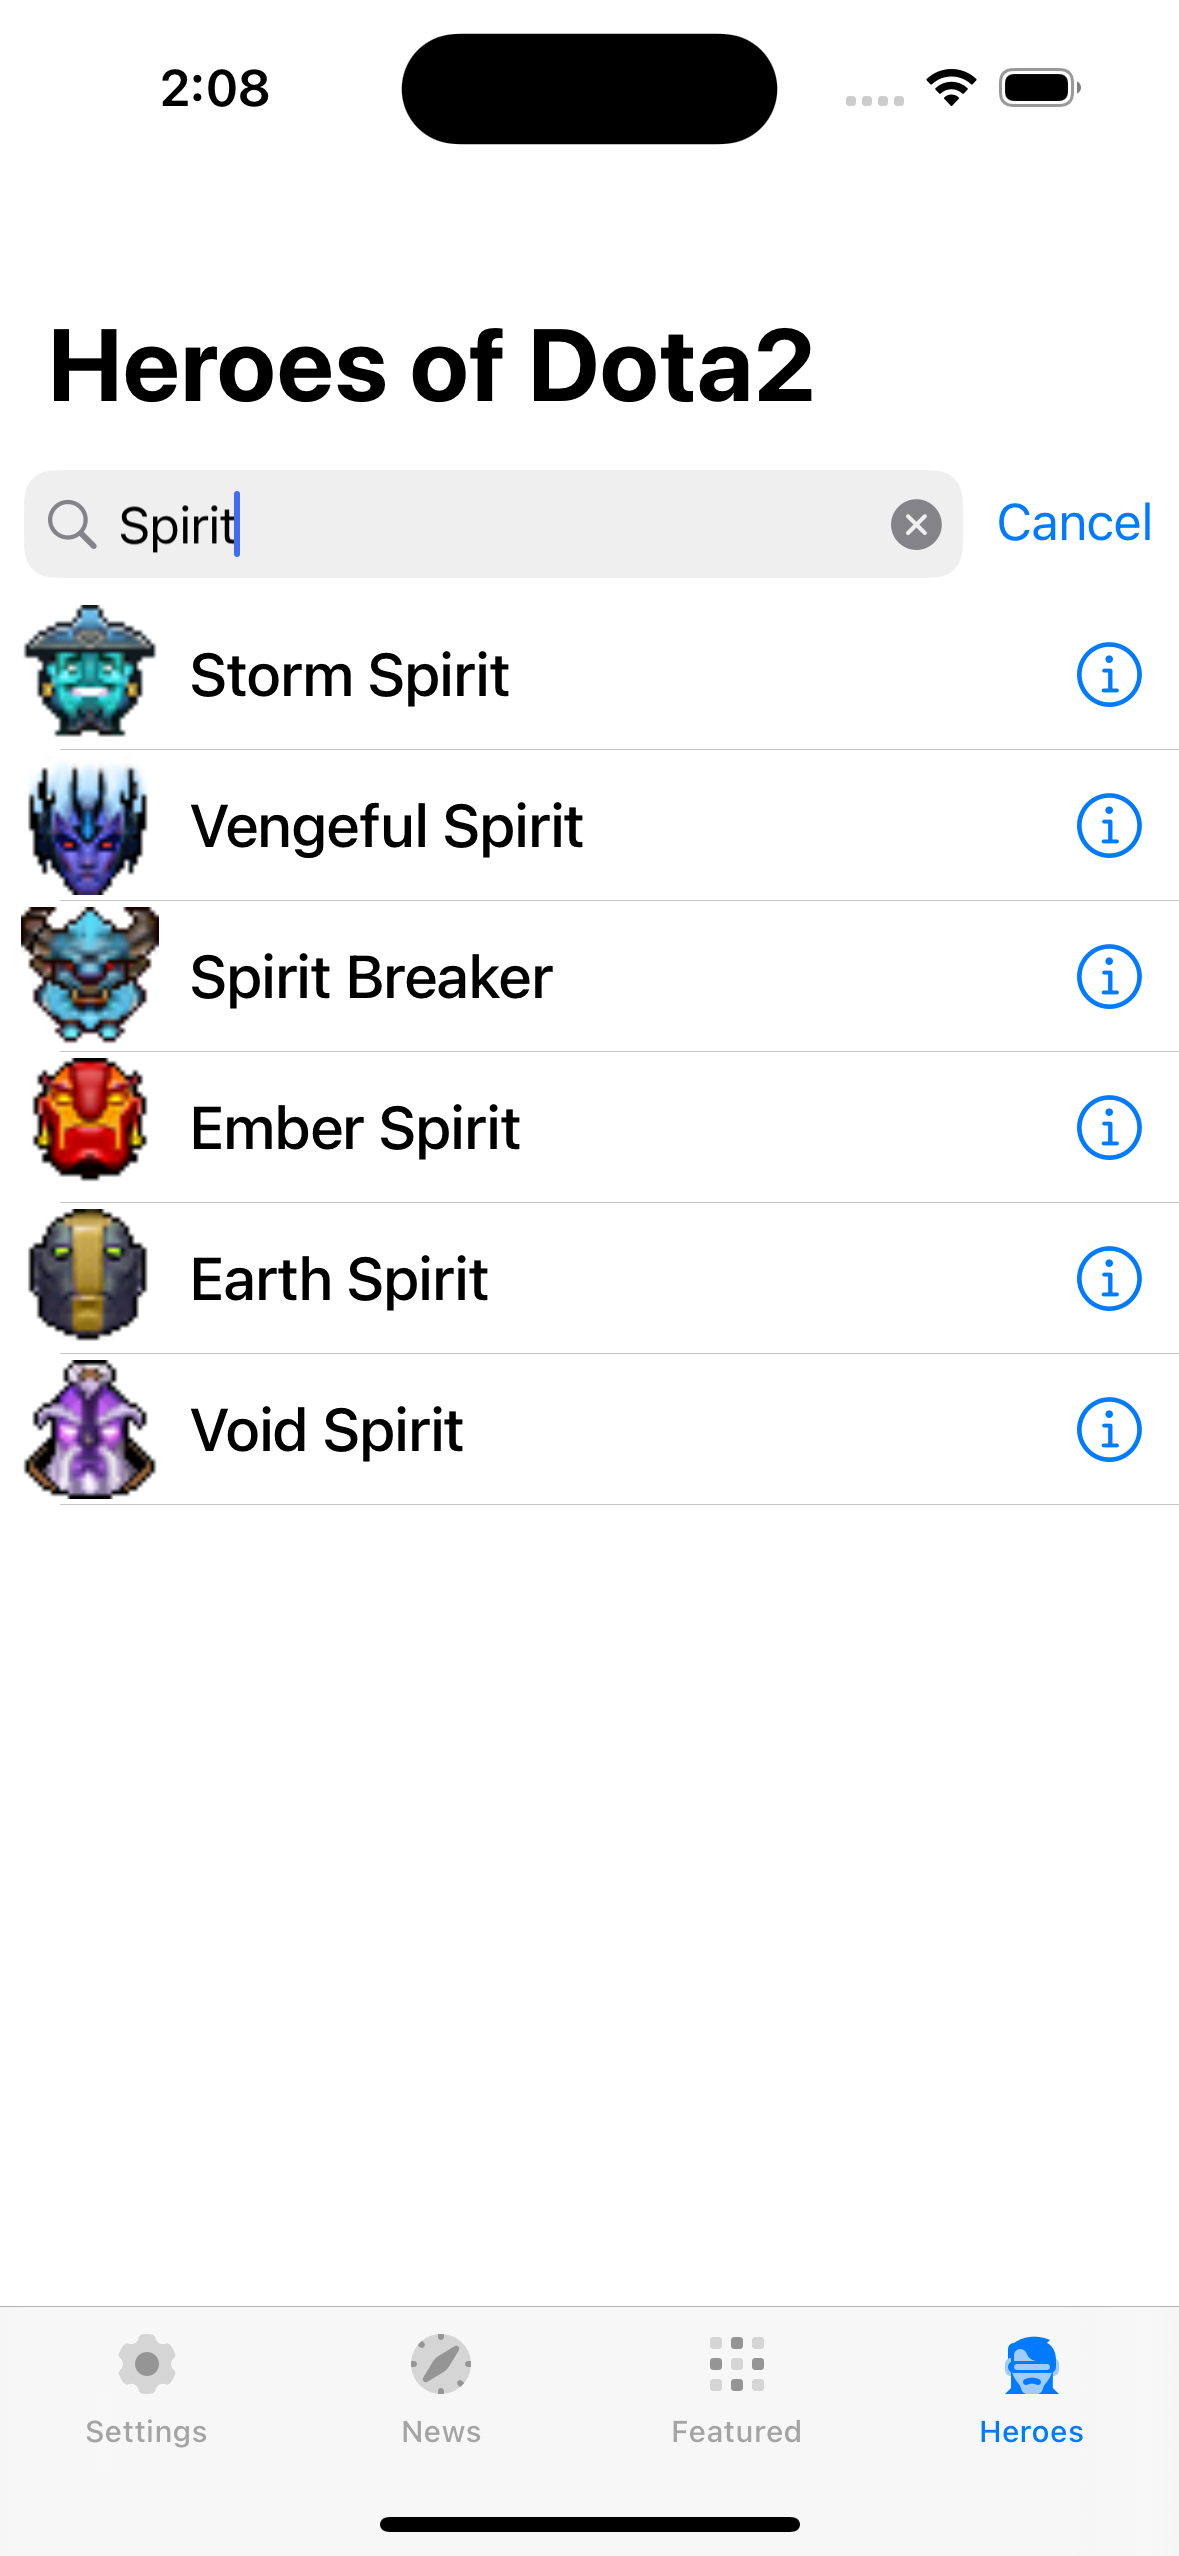 2:08
Heroes of Dota2
Spirit
Cancel
Storm Spirit
Vengeful Spirit
Spirit Breaker
Ember Spirit
Earth Spirit
Void Spirit
Settings
News
Featured
Heroes